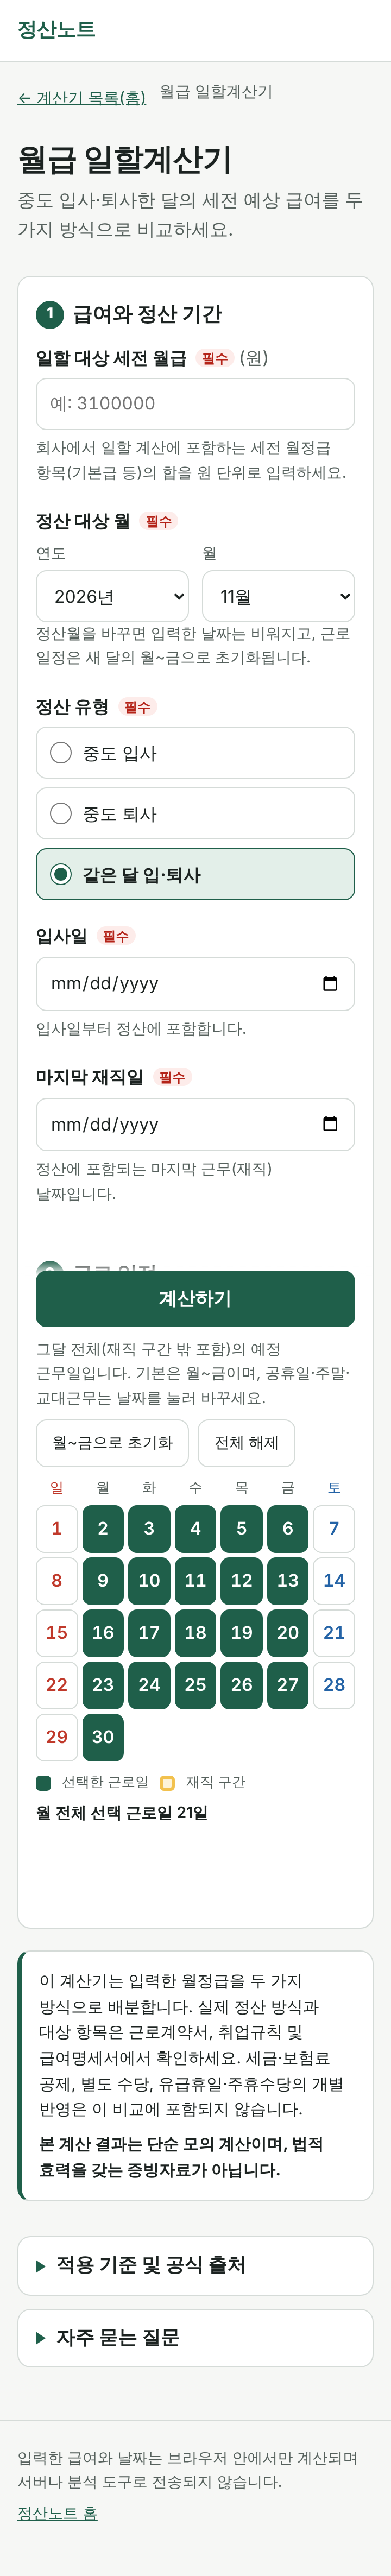 정산노트
← 계산기 목록(홈) 월급 일할계산기
월급 일할계산기
중도 입사·퇴사한 달의 세전 예상 급여를 두
가지 방식으로 비교하세요.
1 급여와 정산 기간
일할 대상 세전 월급 필수 (원)
예: 3100000
회사에서 일할 계산에 포함하는 세전 월정급
항목(기본급 등)의 합을 원 단위로 입력하세요.
정산 대상 월 필수
연도 월
2026년 11월
정산월을 바꾸면 입력한 날짜는 비워지고, 근로
일정은 새 달의 월~금으로 초기화됩니다.
정산 유형 필수
중도 입사
중도 퇴사
같은 달 입·퇴사
입사일 필수
mm/dd/yyyy
입사일부터 정산에 포함합니다.
마지막 재직일 필수
mm/dd/yyyy
정산에 포함되는 마지막 근무(재직)
날짜입니다.
계산하기
그달 전체(재직 구간 밖 포함)의 예정
근무일입니다. 기본은 월~금이며, 공휴일·주말·
교대근무는 날짜를 눌러 바꾸세요.
월~금으로 초기화 전체 해제
일 월 화 수 목 금 토
1 2 3 4 5 6 7
8 9 10 11 12 13 14
15 16 17 18 19 20 21
22 23 24 25 26 27 28
29 30
선택한 근로일 재직 구간
월 전체 선택 근로일 21일
이 계산기는 입력한 월정급을 두 가지
방식으로 배분합니다. 실제 정산 방식과
대상 항목은 근로계약서, 취업규칙 및
급여명세서에서 확인하세요. 세금·보험료
공제, 별도 수당, 유급휴일·주휴수당의 개별
반영은 이 비교에 포함되지 않습니다.
본 계산 결과는 단순 모의 계산이며, 법적
효력을 갖는 증빙자료가 아닙니다.
적용 기준 및 공식 출처
자주 묻는 질문
입력한 급여와 날짜는 브라우저 안에서만 계산되며
서버나 분석 도구로 전송되지 않습니다.
정산노트 홈